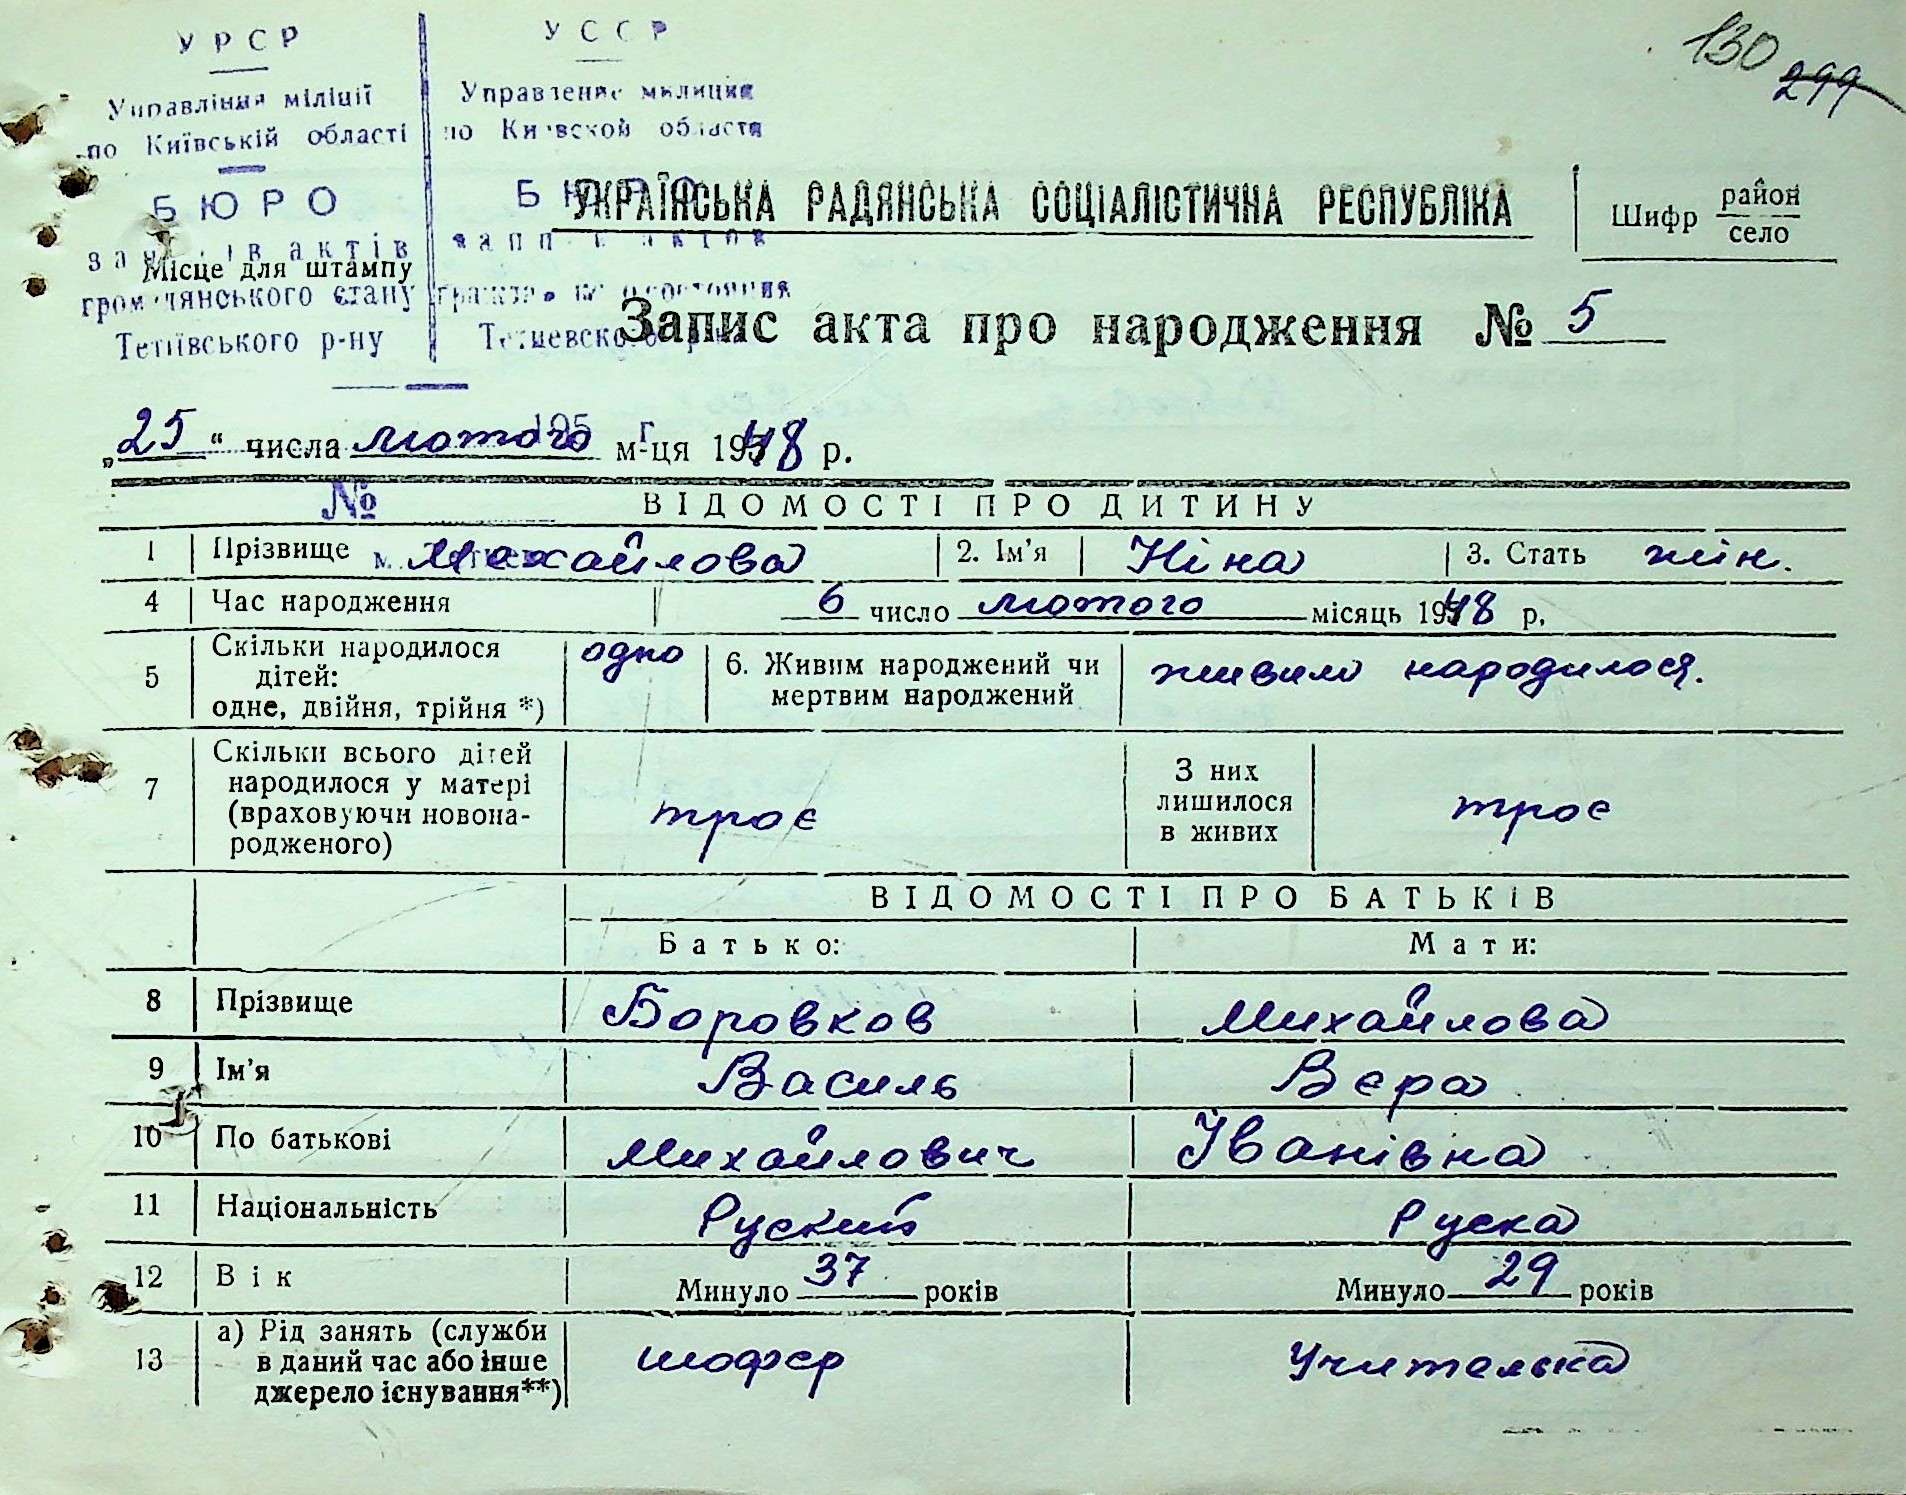 130
299
УРСР
Управління міліції
по Київській області
БЮРО
записів актів
громадянського стану
Тетіївського р-ну
УССР
Управление милиции
по Киевской области
БЮРО
записи актов
гражданского состояния
Тетиевского р-на
УКРАЇНСЬКА РАДЯНСЬКА СОЦІАЛІСТИЧНА РЕСПУБЛІКА
Шифр район
село
Місце для штампу
Запис акта про народження № 5
195 г
„25“ числа лютого м-ця 1948 р.
№
ВІДОМОСТІ ПРО ДИТИНУ
1 Прізвище Михайлова 2. Ім'я Ніна 3. Стать жін.
4 Час народження 6 число лютого місяць 1948 р.
5 Скільки народилося
дітей:
одне, двійня, трійня *)
одно
6. Живим народжений чи
мертвим народжений
живим народилося.
7 Скільки всього дітей
народилося у матері
(враховуючи новона-
родженого)
троє
З них
лишилося
в живих
троє
ВІДОМОСТІ ПРО БАТЬКІВ
Батько: Мати:
8 Прізвище Боровков Михайлова
9 Ім'я Василь Вєра
10 По батькові Михайлович Іванівна
11 Національність Руский Руска
12 Вік Минуло 37 років Минуло 29 років
13 а) Рід занять (служби
в даний час або інше
джерело існування**)
шофер Учителька